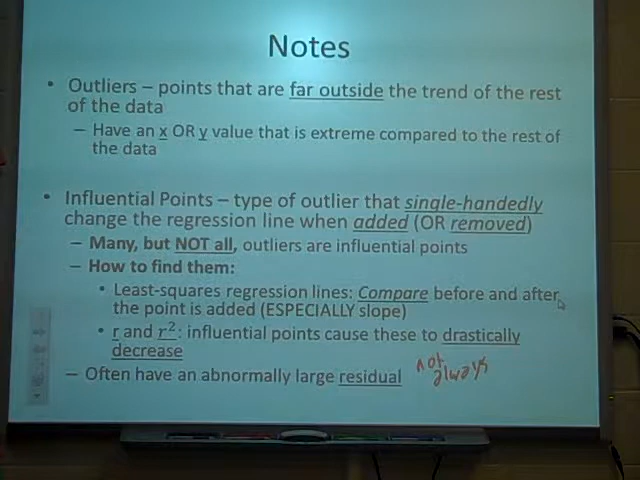 Notes
• Outliers – points that are far outside the trend of the rest
of the data
– Have an x OR y value that is extreme compared to the rest of
the data
• Influential Points – type of outlier that single-handedly
change the regression line when added (OR removed)
– Many, but NOT all, outliers are influential points
– How to find them:
• Least-squares regression lines: Compare before and after
the point is added (ESPECIALLY slope)
• r and r²: influential points cause these to drastically
decrease
– Often have an abnormally large residual
not
always